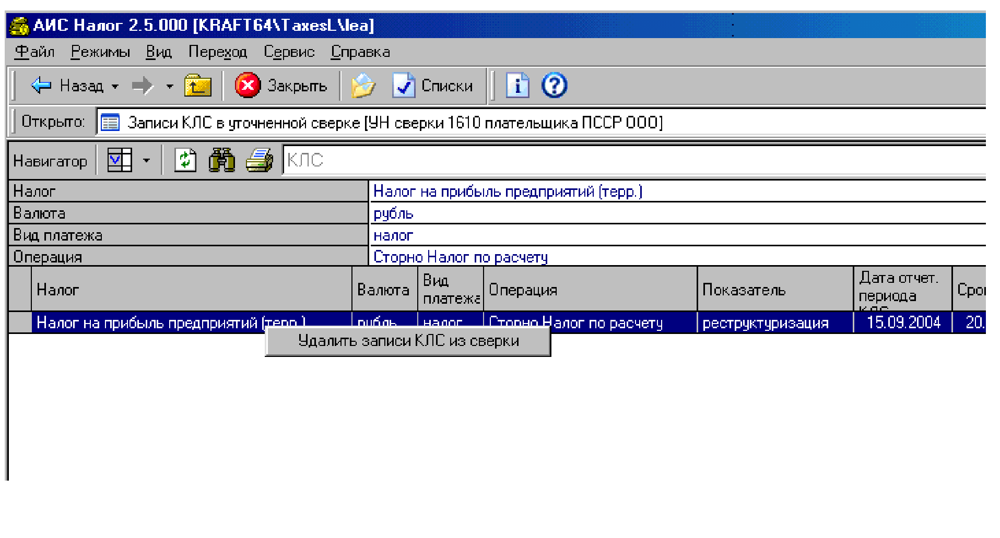 АИС Налог 2.5.000 [KRAFT64\TaxesL\lea]
Файл Режимы Вид Переход Сервис Справка
Назад Закрыть Списки
Открыто: Записи КЛС в уточненной сверке [УН сверки 1610 плательщика ПССР ООО]
Навигатор КЛС
Налог Налог на прибыль предприятий (терр.)
Валюта рубль
Вид платежа налог
Операция Сторно Налог по расчету
Налог Валюта Вид платежа Операция Показатель Дата отчет. периода КЛС
Налог на прибыль предприятий (терр.) рубль налог Сторно Налог по расчету реструктуризация 15.09.2004 20.
Удалить записи КЛС из сверки